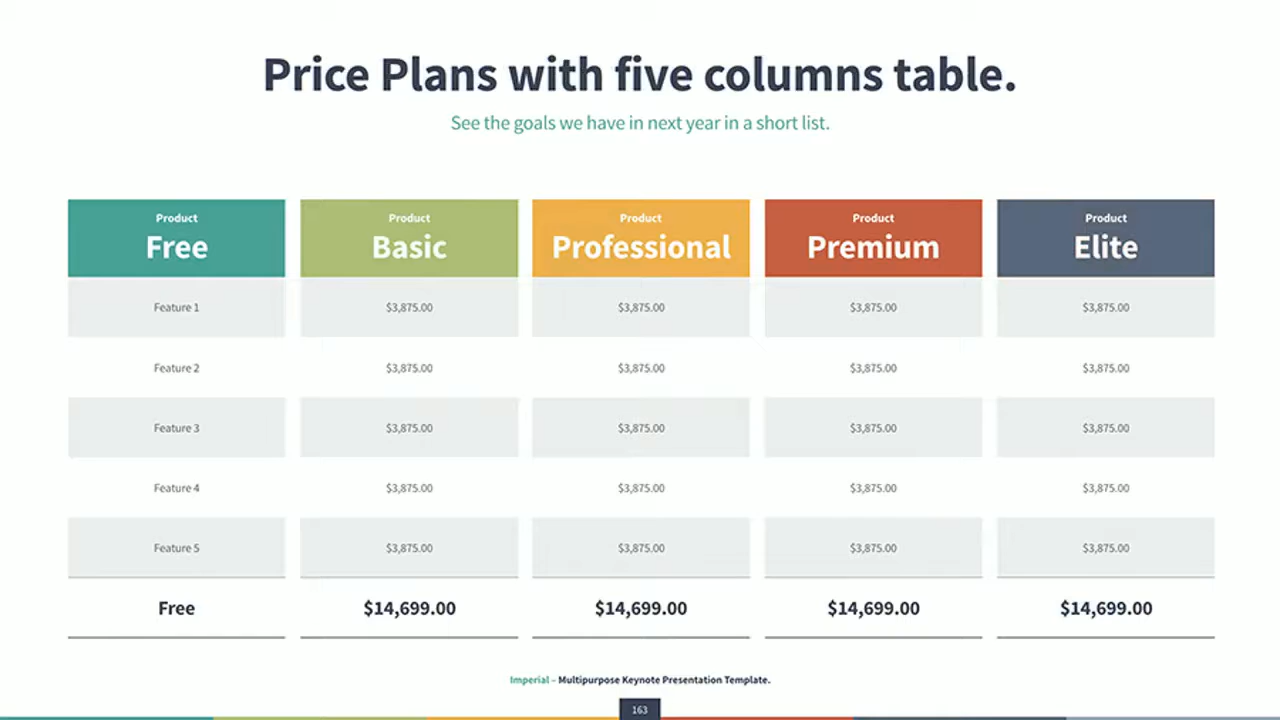 Price Plans with five columns table.
See the goals we have in next year in a short list.
Product Product Product Product Product
Free Basic Professional Premium Elite
Feature 1 $3,875.00 $3,875.00 $3,875.00 $3,875.00
Feature 2 $3,875.00 $3,875.00 $3,875.00 $3,875.00
Feature 3 $3,875.00 $3,875.00 $3,875.00 $3,875.00
Feature 4 $3,875.00 $3,875.00 $3,875.00 $3,875.00
Feature 5 $3,875.00 $3,875.00 $3,875.00 $3,875.00
Free $14,699.00 $14,699.00 $14,699.00 $14,699.00
Imperial – Multipurpose Keynote Presentation Template.
163